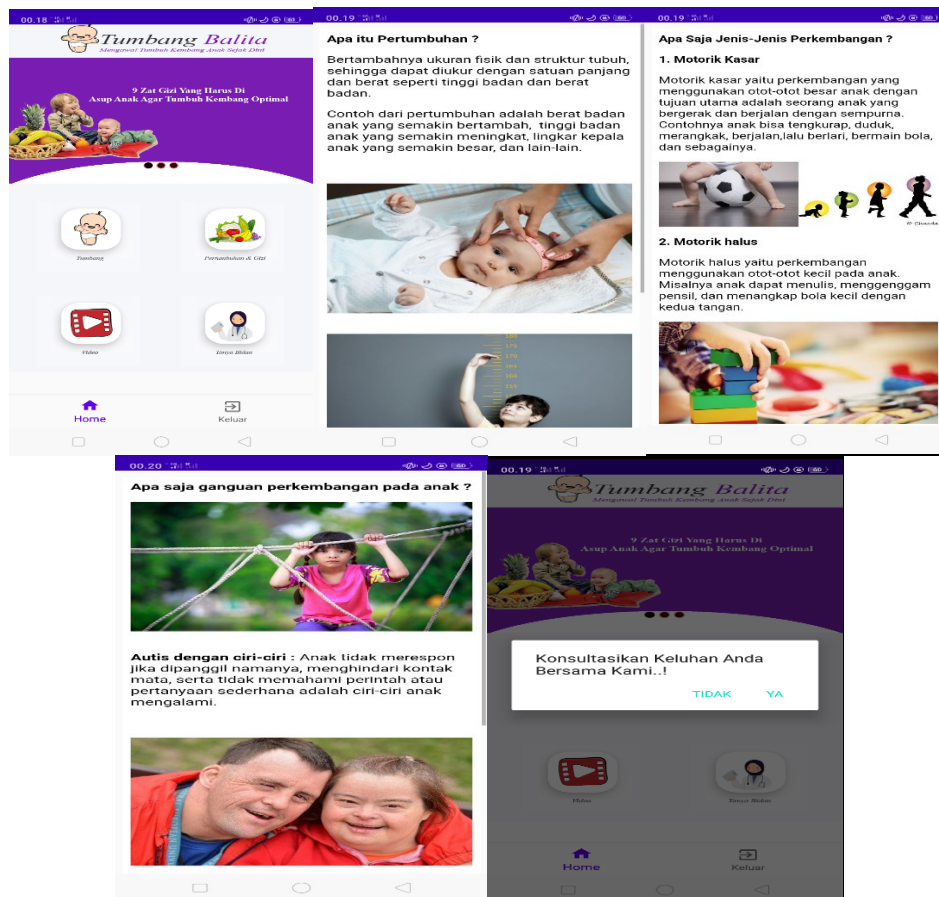 00.18
Tumbang Balita
Mengawal Tumbuh Kembang Anak Sejak Dini
9 Zat Gizi Yang Harus Di
Asup Anak Agar Tumbuh Kembang Optimal
Tumbang
Pertumbuhan & Gizi
Video
Tanya Bidan
Home
Keluar
00.19
Apa itu Pertumbuhan ?
Bertambahnya ukuran fisik dan struktur tubuh,
sehingga dapat diukur dengan satuan panjang
dan berat seperti tinggi badan dan berat
badan.
Contoh dari pertumbuhan adalah berat badan
anak yang semakin bertambah, tinggi badan
anak yang semakin meningkat, lingkar kepala
anak yang semakin besar, dan lain-lain.
00.19
Apa Saja Jenis-Jenis Perkembangan ?
1. Motorik Kasar
Motorik kasar yaitu perkembangan yang
menggunakan otot-otot besar anak dengan
tujuan utama adalah seorang anak yang
bergerak dan berjalan dengan sempurna.
Contohnya anak bisa tengkurap, duduk,
merangkak, berjalan,lalu berlari, bermain bola,
dan sebagainya.
2. Motorik halus
Motorik halus yaitu perkembangan
menggunakan otot-otot kecil pada anak.
Misalnya anak dapat menulis, menggenggam
pensil, dan menangkap bola kecil dengan
kedua tangan.
00.20
Apa saja ganguan perkembangan pada anak ?
Autis dengan ciri-ciri : Anak tidak merespon
jika dipanggil namanya, menghindari kontak
mata, serta tidak memahami perintah atau
pertanyaan sederhana adalah ciri-ciri anak
mengalami.
00.19
Tumbang Balita
Mengawal Tumbuh Kembang Anak Sejak Dini
9 Zat Gizi Yang Harus Di
Asup Anak Agar Tumbuh Kembang Optimal
Konsultasikan Keluhan Anda
Bersama Kami..!
TIDAK
YA
Video
Tanya Bidan
Home
Keluar